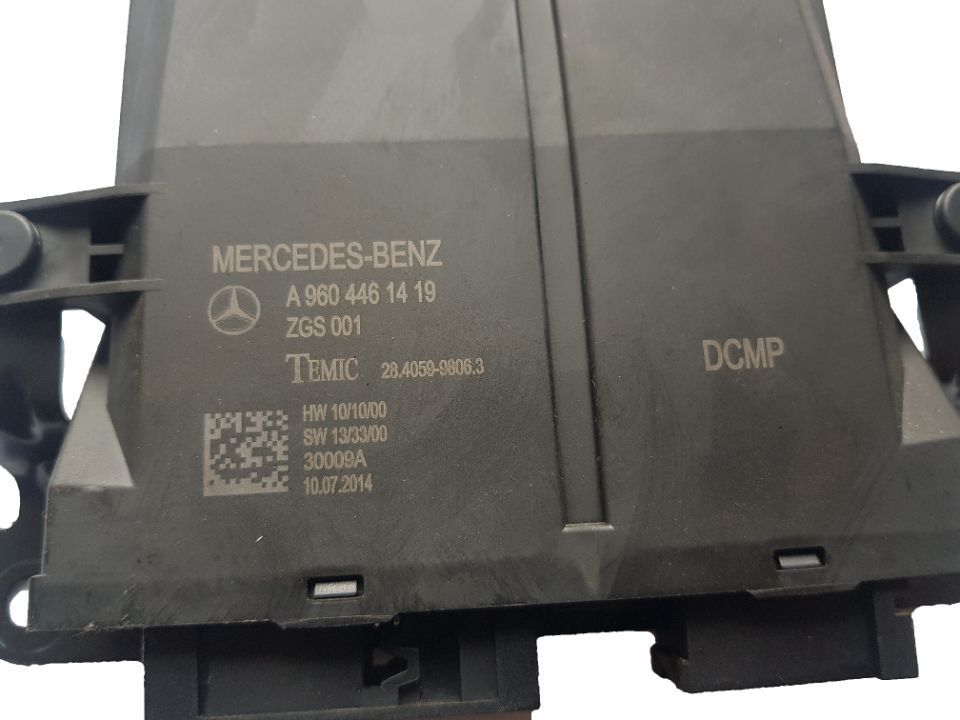 MERCEDES-BENZ
A 960 446 14 19
ZGS 001
TEMIC 28.4059-9806.3
DCMP
HW 10/10/00
SW 13/33/00
30009A
10.07.2014